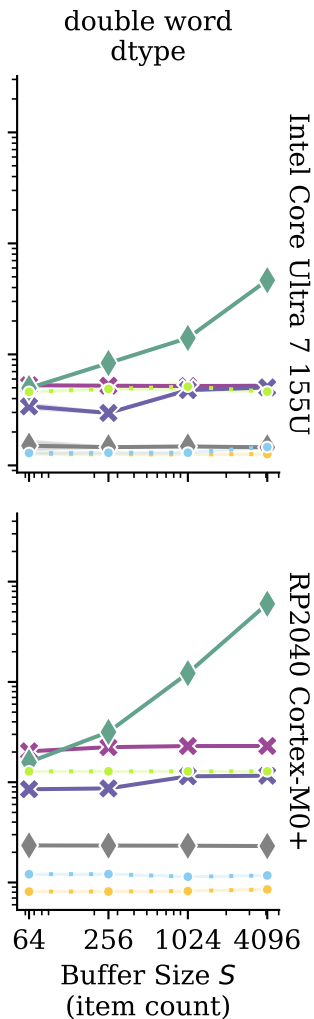 double word
dtype
Intel Core Ultra 7 155U
RP2040 Cortex-M0+
64 256 1024 4096
Buffer Size S
(item count)